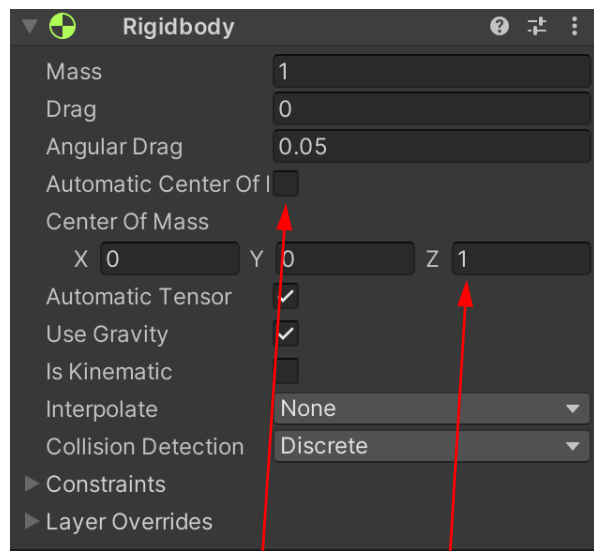 Rigidbody
Mass 1
Drag 0
Angular Drag 0.05
Automatic Center Of
Center Of Mass
X 0 Y 0 Z 1
Automatic Tensor
Use Gravity
Is Kinematic
Interpolate None
Collision Detection Discrete
Constraints
Layer Overrides